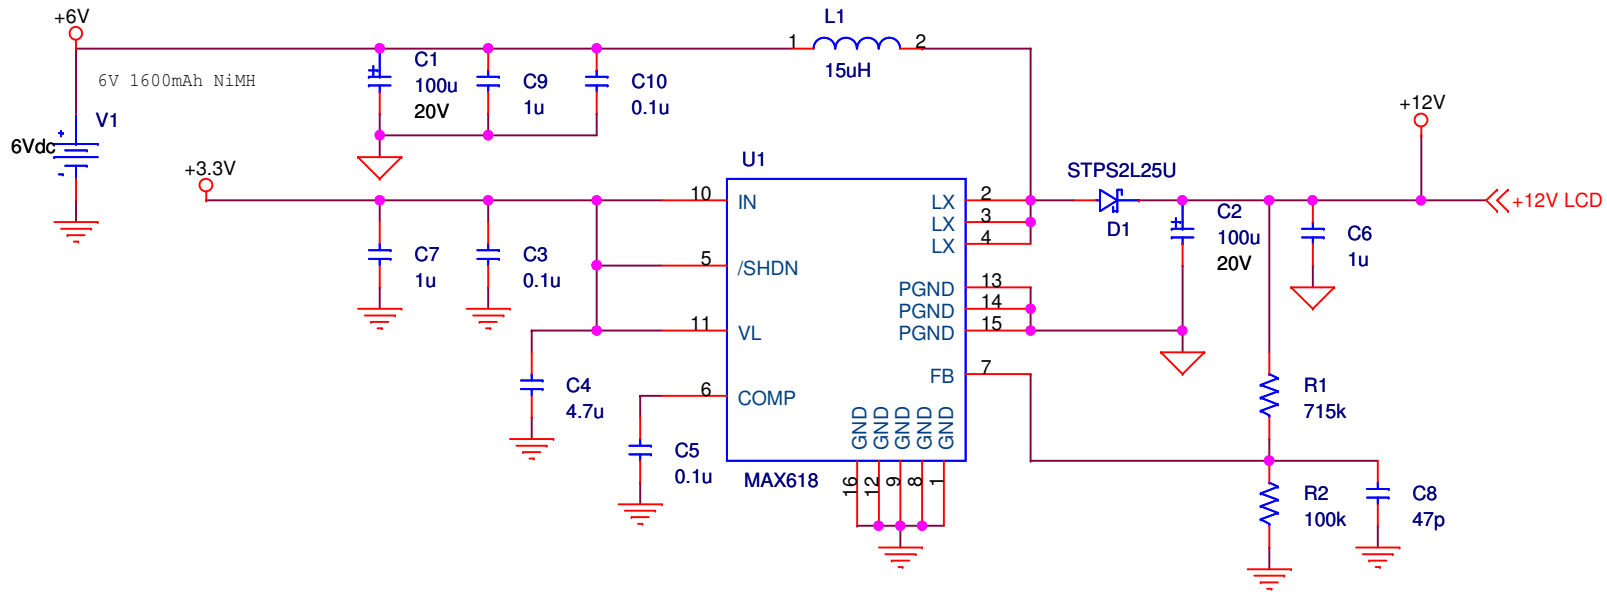 +6V
6V 1600mAh NiMH
V1
6Vdc
+
-
+
C1
100u
20V
C9
1u
C10
0.1u
L1
1
2
15uH
+3.3V
C7
1u
C3
0.1u
C4
4.7u
C5
0.1u
U1
10 IN
5 /SHDN
11 VL
6 COMP
LX 2
LX 3
LX 4
PGND 13
PGND 14
PGND 15
FB 7
GND GND GND GND GND
16 12 9 8 1
MAX618
STPS2L25U
D1
+
C2
100u
20V
C6
1u
+12V
+12V LCD
R1
715k
R2
100k
C8
47p